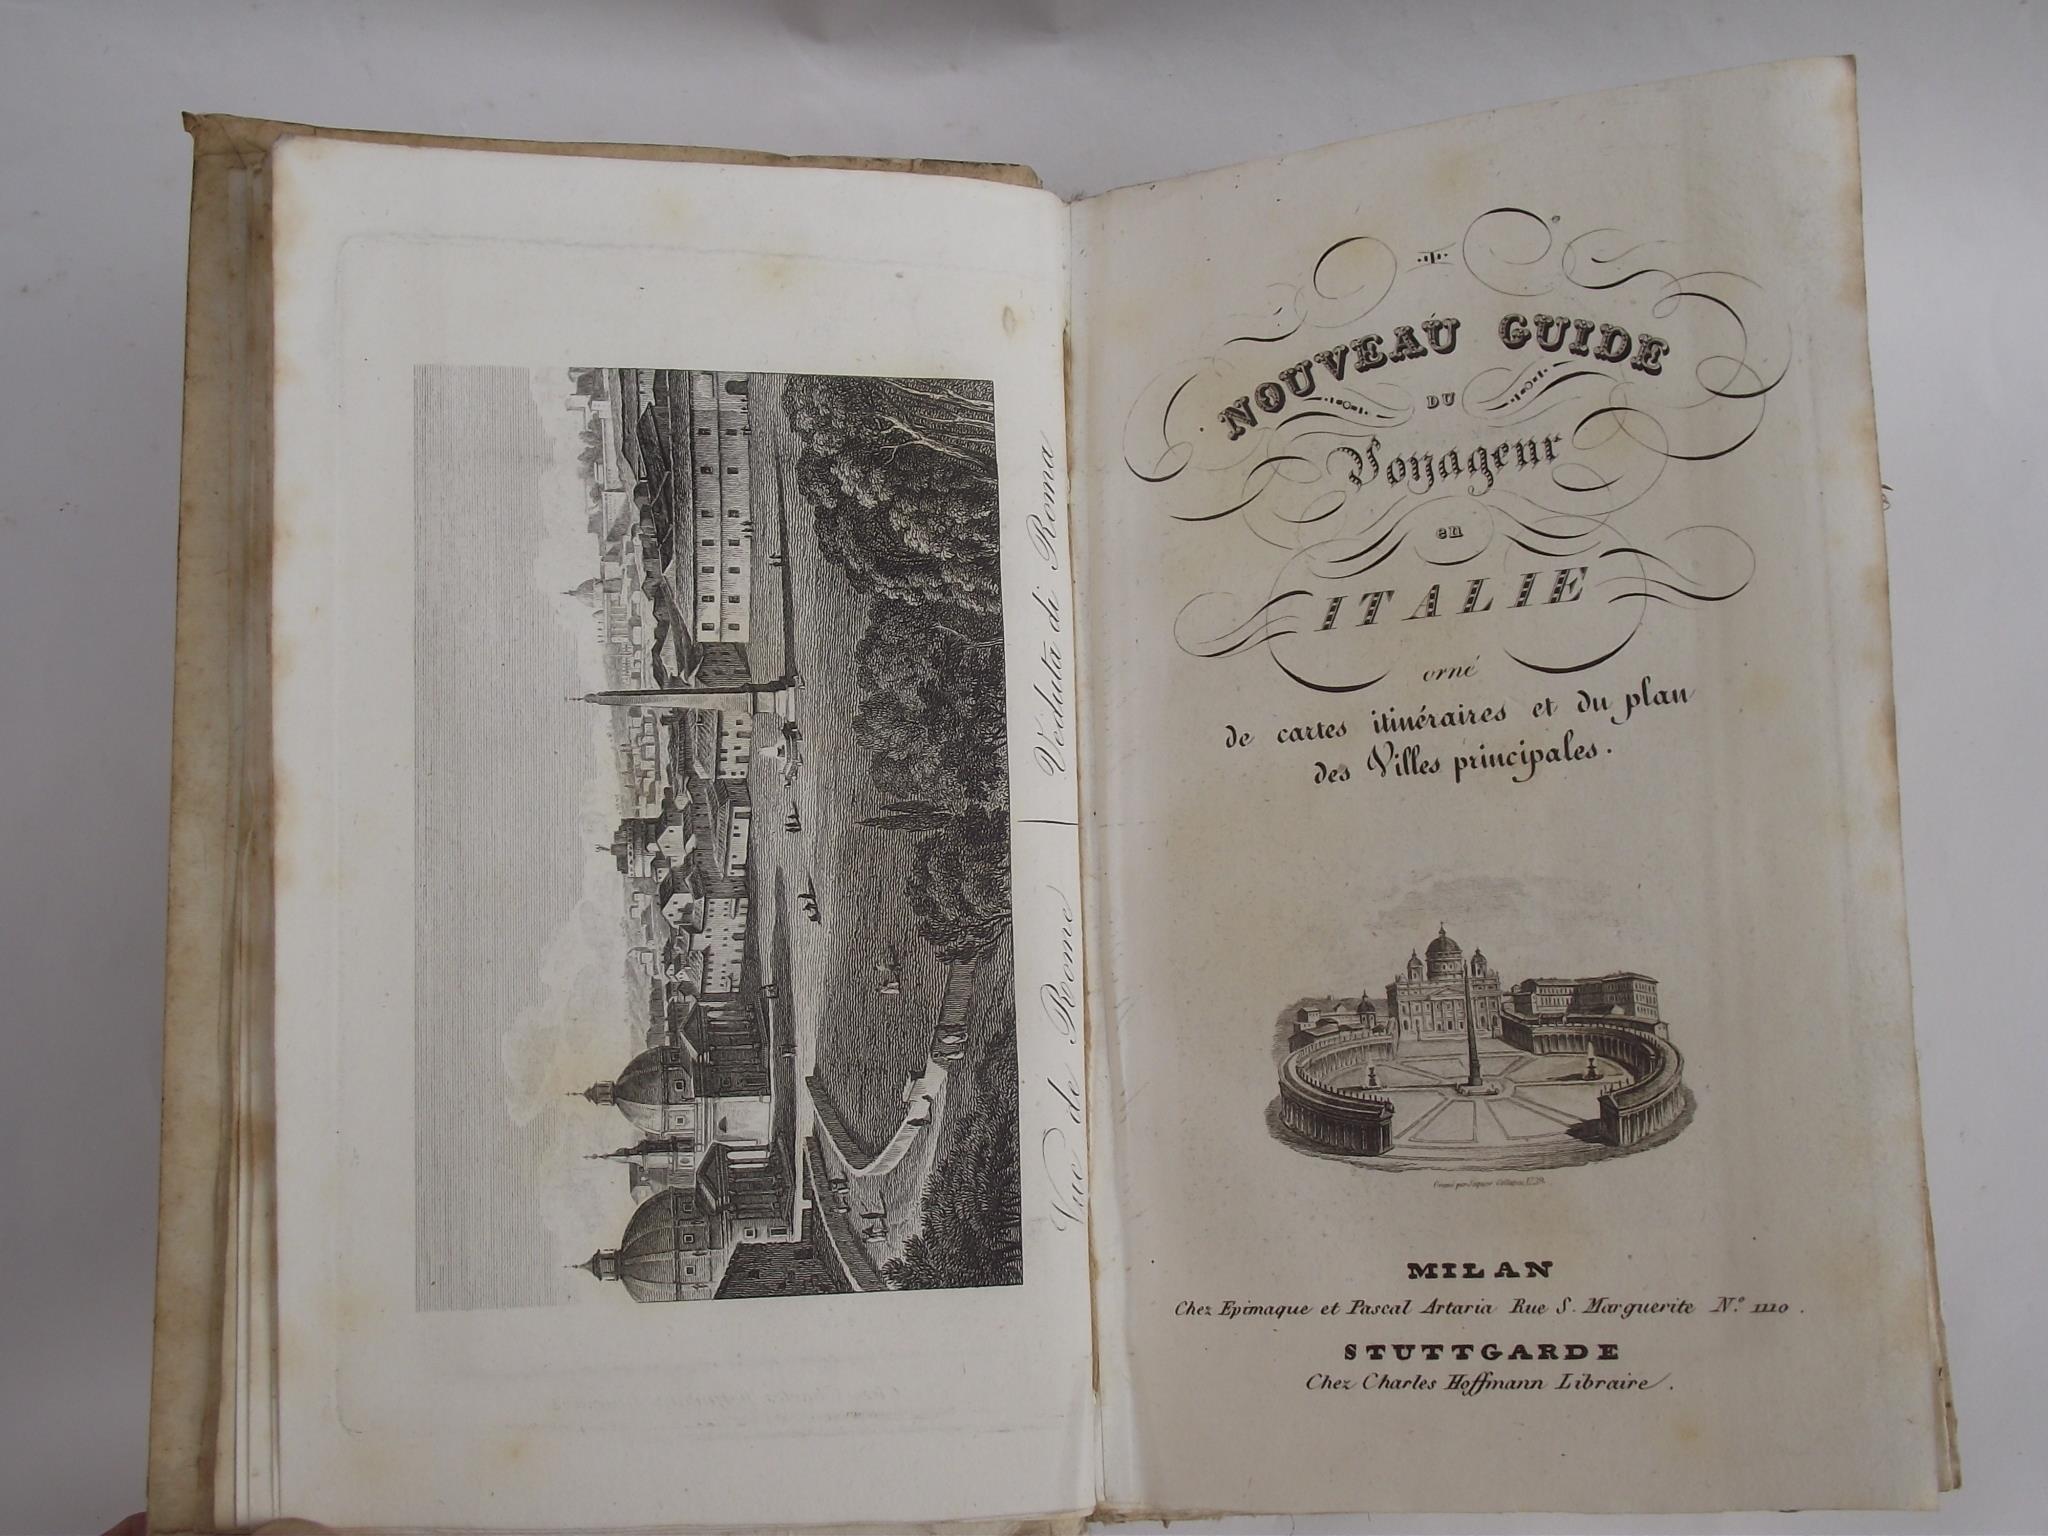 Vue de Rome
Veduta di Roma
NOUVEAU GUIDE
DU
Voyageur
en
ITALIE
orné
de cartes itinéraires et du plan
des Villes principales.
MILAN
Chez Epimaque et Pascal Artaria Rue S. Marguerite N.º 1110.
STUTTGARDE
Chez Charles Hoffmann Libraire.